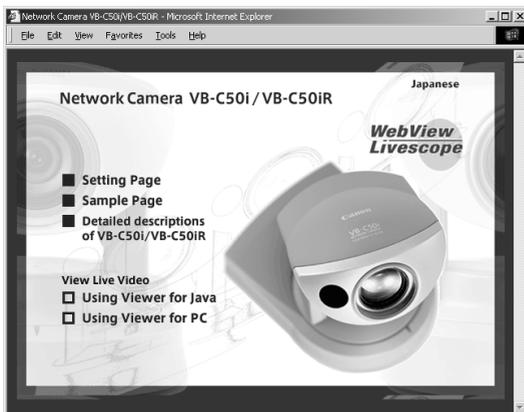 Network Camera VB-C50i/VB-C50iR - Microsoft Internet Explorer
File Edit View Favorites Tools Help
Japanese
Network Camera VB-C50i / VB-C50iR
WebView
Livescope
Setting Page
Sample Page
Detailed descriptions
of VB-C50i/VB-C50iR
Canon
VB-C50i
View Live Video
Using Viewer for Java
Using Viewer for PC